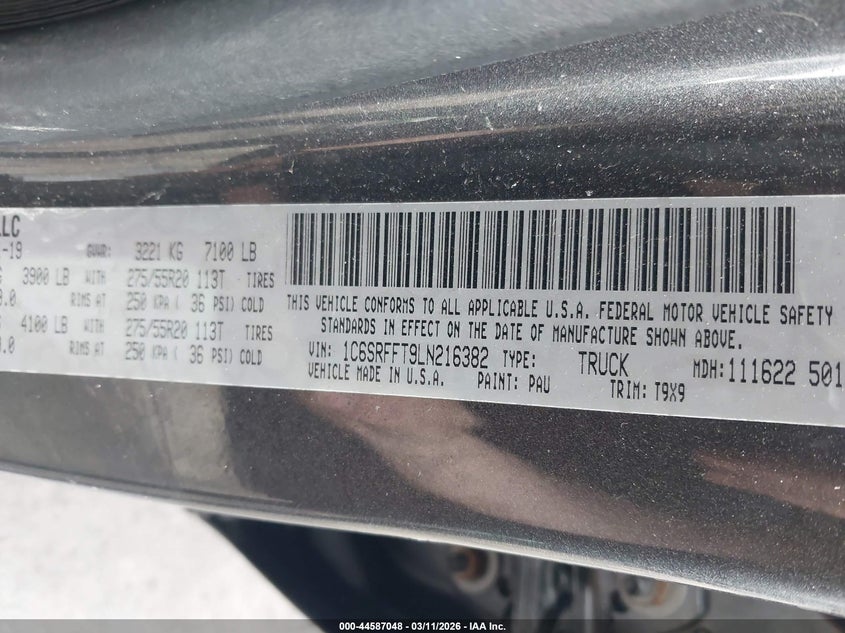 LLC
-19 GVWR: 3221 KG 7100 LB
3900 LB WITH 275/55R20 113T TIRES
.0 RIMS AT 250 KPA ( 36 PSI) COLD
4100 LB WITH 275/55R20 113T TIRES
.0 RIMS AT 250 KPA ( 36 PSI) COLD
THIS VEHICLE CONFORMS TO ALL APPLICABLE U.S.A. FEDERAL MOTOR VEHICLE SAFETY
STANDARDS IN EFFECT ON THE DATE OF MANUFACTURE SHOWN ABOVE.
VIN: 1C6SRFFT9LN216382 TYPE: TRUCK MDH: 111622 501
VEHICLE MADE IN U.S.A. PAINT: PAU TRIM: T9X9
-- 44587048 -- 03/11/2026 -- IAA Inc.